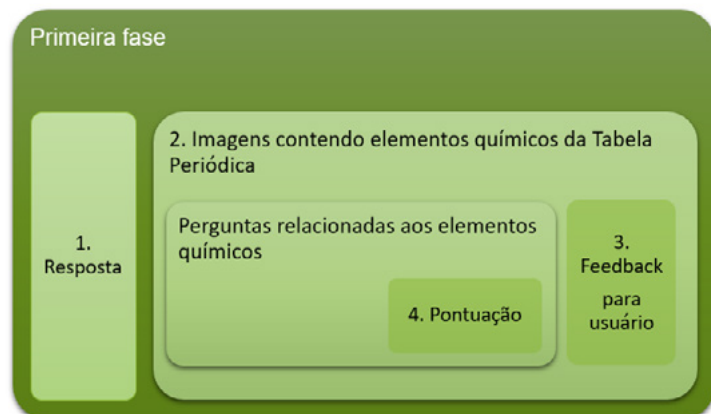 Primeira fase
1.
Resposta
2. Imagens contendo elementos químicos da Tabela
Periódica
Perguntas relacionadas aos elementos
químicos
4. Pontuação
3.
Feedback
para
usuário